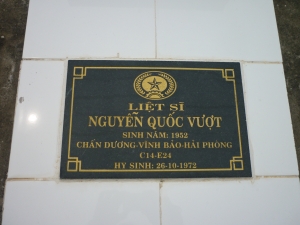 LIỆT SĨ
NGUYỄN QUỐC VƯỢT
SINH NĂM: 1952
CHẤN DƯƠNG-VĨNH BẢO-HẢI PHÒNG
C14-E24
HY SINH: 26-10-1972